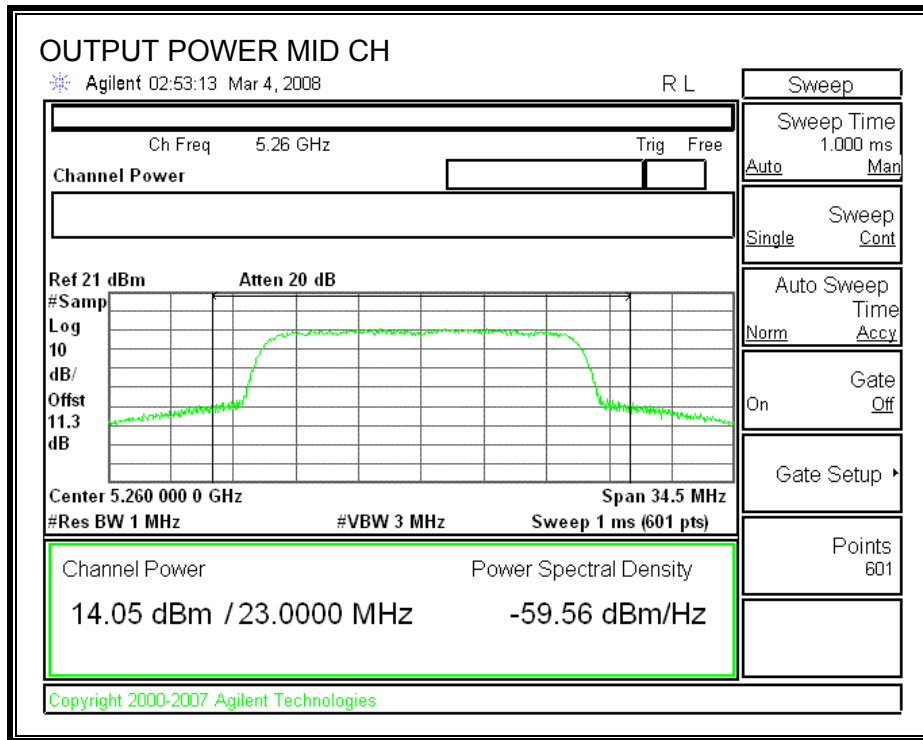 OUTPUT POWER MID CH
Agilent 02:53:13 Mar 4, 2008 R L
Ch Freq 5.26 GHz Trig Free
Channel Power
Ref 21 dBm Atten 20 dB
#Samp
Log
10
dB/
Offst
11.3
dB
Center 5.260 000 0 GHz Span 34.5 MHz
#Res BW 1 MHz #VBW 3 MHz Sweep 1 ms (601 pts)
Channel Power Power Spectral Density
14.05 dBm / 23.0000 MHz -59.56 dBm/Hz
Copyright 2000-2007 Agilent Technologies
Sweep
Sweep Time
1.000 ms
Auto Man
Sweep
Single Cont
Auto Sweep
Time
Norm Accy
Gate
On Off
Gate Setup
Points
601